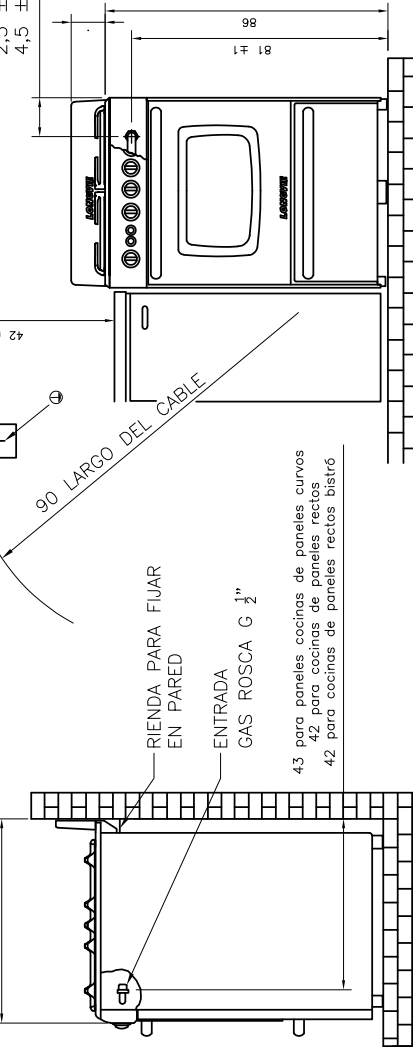 2,5 ±
4,5 ±
86
81 ±1
42
LONGVIE
LONGVIE
90 LARGO DEL CABLE
RIENDA PARA FIJAR
EN PARED
ENTRADA
GAS ROSCA G 1/2"
43 para paneles cocinas de paneles curvos
42 para cocinas de paneles rectos
42 para cocinas de paneles rectos bistró